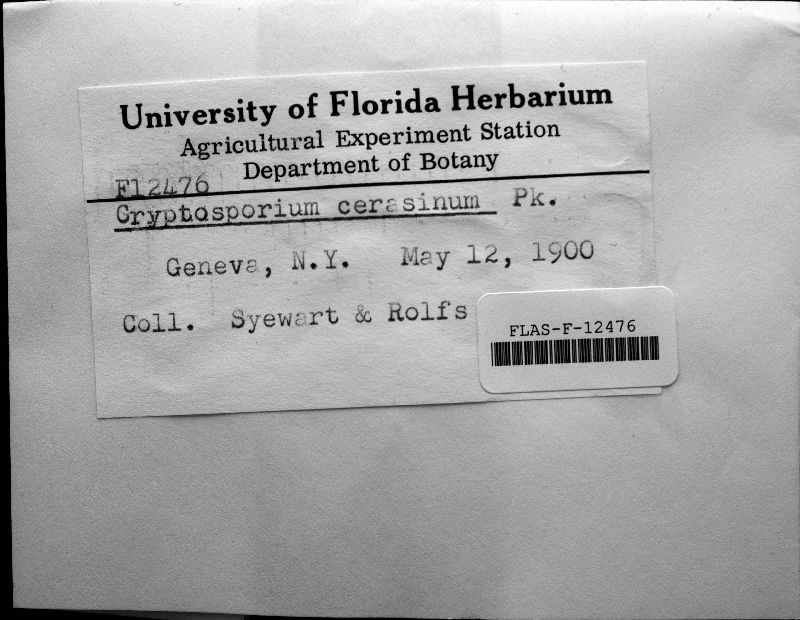 University of Florida Herbarium
Agricultural Experiment Station
Department of Botany
F12476
Cryptosporium cerasinum Pk.
Geneva, N.Y. May 12, 1900
Coll. Syewart & Rolfs
FLAS-F-12476